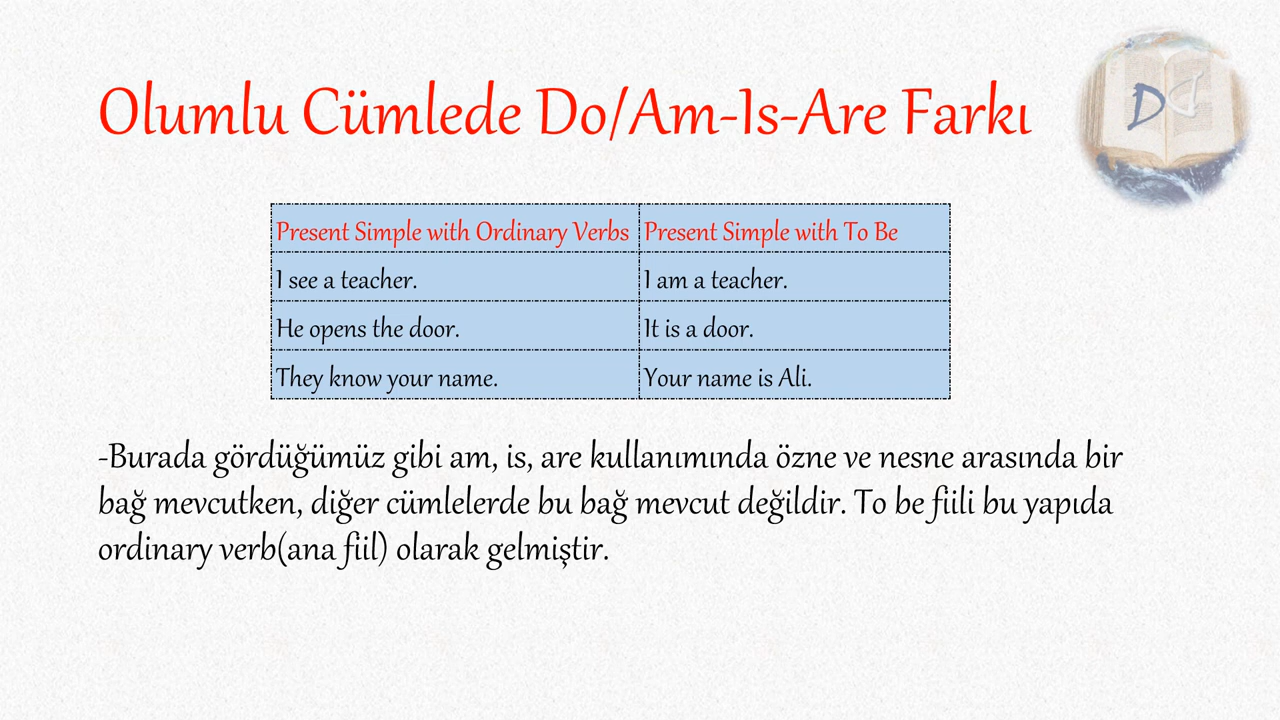 Olumlu Cümlede Do/Am-Is-Are Farkı
DC
Present Simple with Ordinary Verbs Present Simple with To Be
I see a teacher. I am a teacher.
He opens the door. It is a door.
They know your name. Your name is Ali.
-Burada gördüğümüz gibi am, is, are kullanımında özne ve nesne arasında bir
bağ mevcutken, diğer cümlelerde bu bağ mevcut değildir. To be fiili bu yapıda
ordinary verb(ana fiil) olarak gelmiştir.